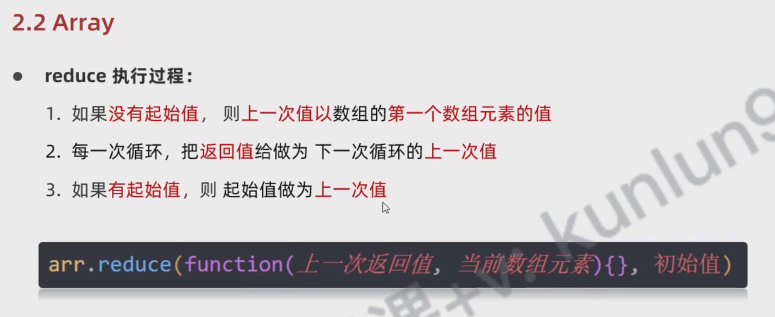 2.2 Array
● reduce 执行过程：
1. 如果没有起始值， 则上一次值以数组的第一个数组元素的值
2. 每一次循环，把返回值给做为 下一次循环的上一次值
3. 如果有起始值，则 起始值做为上一次值
arr.reduce(function(上一次返回值, 当前数组元素){}, 初始值)
课+v: kunlun9